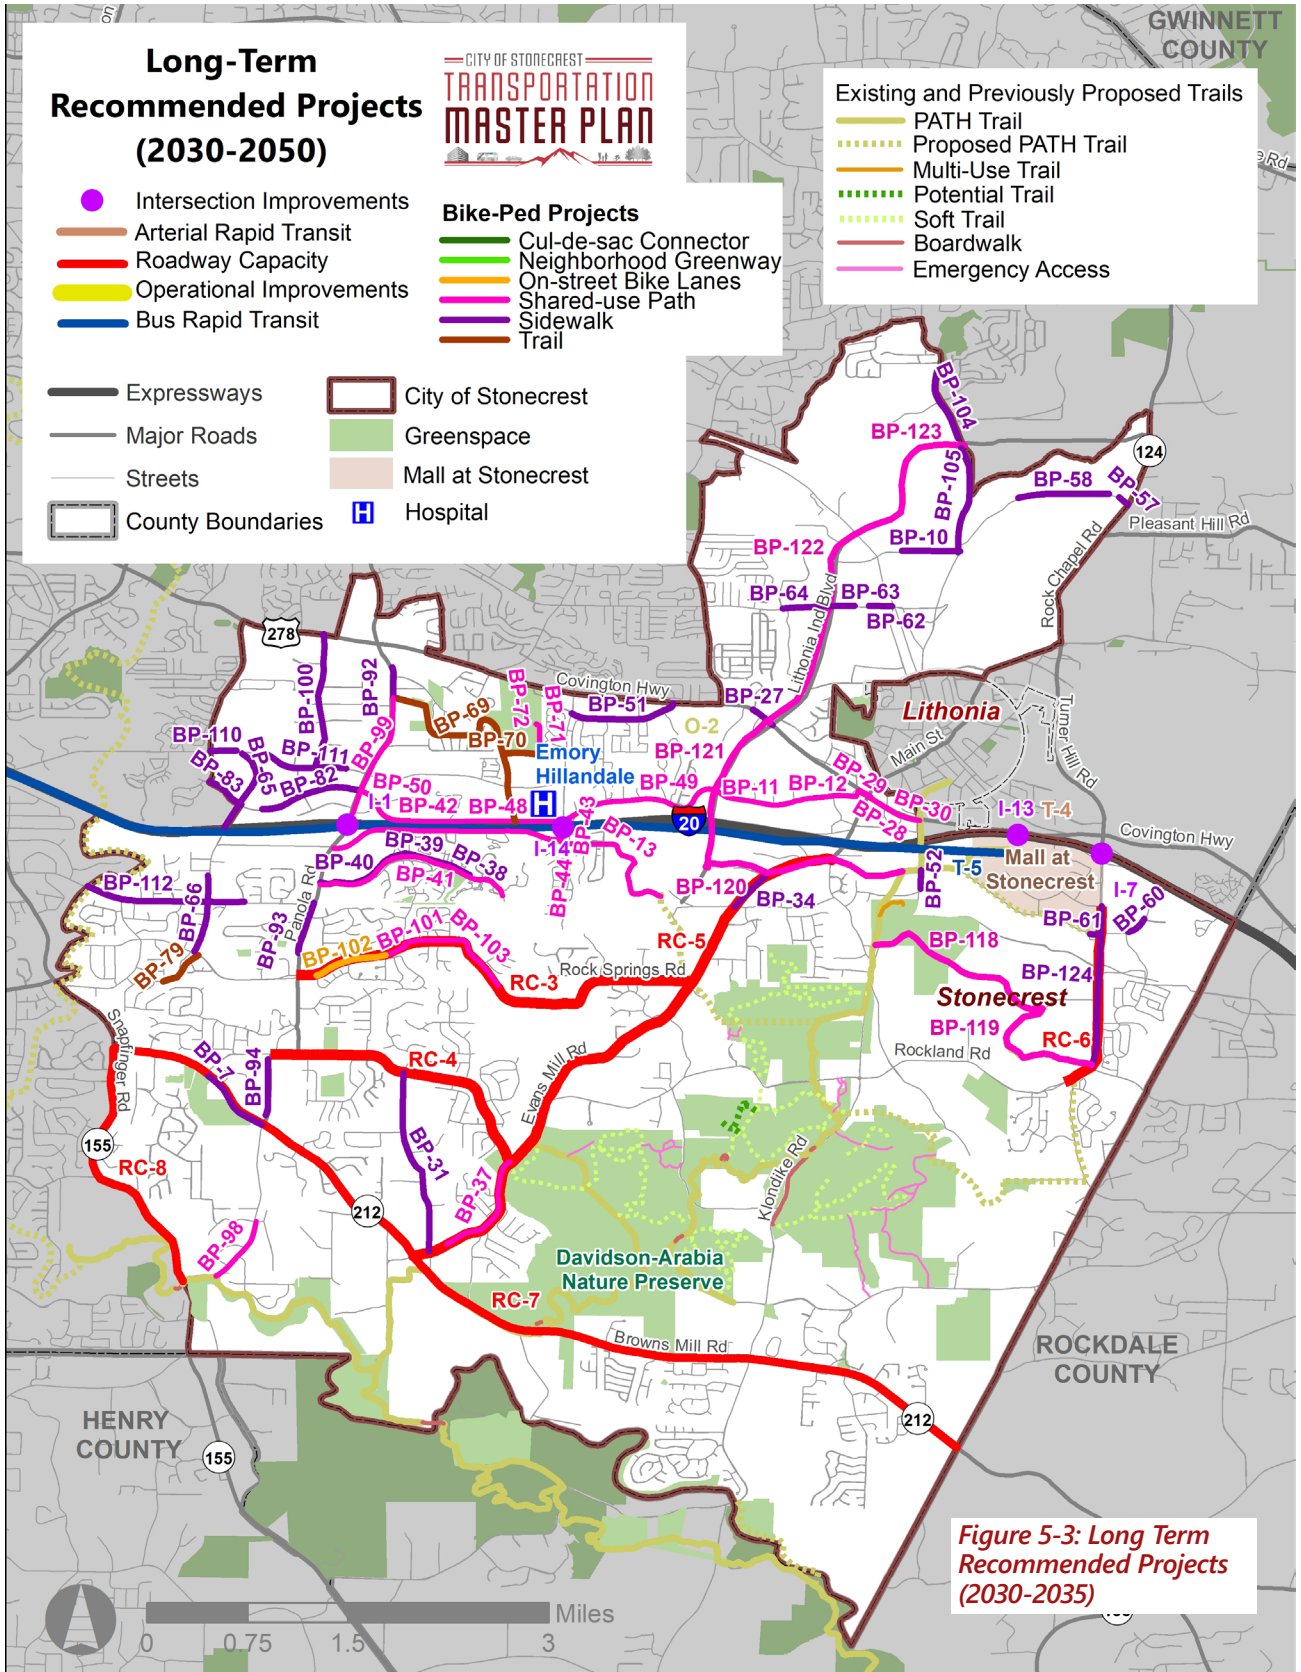 Long-Term
Recommended Projects
(2030-2050)
CITY OF STONECREST
TRANSPORTATION
MASTER PLAN
Intersection Improvements
Arterial Rapid Transit
Roadway Capacity
Operational Improvements
Bus Rapid Transit
Bike-Ped Projects
Cul-de-sac Connector
Neighborhood Greenway
On-street Bike Lanes
Shared-use Path
Sidewalk
Trail
Expressways
Major Roads
Streets
County Boundaries
City of Stonecrest
Greenspace
Mall at Stonecrest
H Hospital
Existing and Previously Proposed Trails
PATH Trail
Proposed PATH Trail
Multi-Use Trail
Potential Trail
Soft Trail
Boardwalk
Emergency Access
GWINNETT
COUNTY
e Rd
on
BP-104
BP-123
BP-105
124
BP-58
BP-57
Pleasant Hill Rd
BP-10
BP-122
Rock Chapel Rd
BP-64
BP-63
BP-62
Lithonia Ind Blvd
278
BP-100
BP-92
BP-72
BP-71
Covington Hwy
BP-51
BP-27
BP-69
BP-70
O-2
Lithonia
Main St
Turner Hill Rd
BP-110
BP-83
BP-65
BP-111
BP-82
BP-99
BP-121
Emory
Hillandale
BP-50
I-1
BP-42
BP-48
H
BP-43
BP-49
BP-11
BP-12
BP-29
BP-30
BP-28
I-13
T-4
20
I-14
BP-13
Covington Hwy
BP-40
BP-39
BP-38
BP-41
BP-44
BP-120
BP-34
BP-52
T-5
Mall at
Stonecrest
I-7
BP-60
BP-61
BP-112
BP-66
BP-93
Panola Rd
BP-79
BP-102
BP-101
BP-103
RC-5
BP-118
Rock Springs Rd
RC-3
BP-124
Stonecrest
BP-119
RC-6
Rockland Rd
Snapfinger Rd
BP-7
BP-94
RC-4
Evans Mill Rd
155
RC-8
BP-31
BP-37
Klondike Rd
212
BP-98
Davidson-Arabia
Nature Preserve
RC-7
Browns Mill Rd
ROCKDALE
COUNTY
212
HENRY
COUNTY
155
Figure 5-3: Long Term
Recommended Projects
(2030-2035)
Miles
0 0.75 1.5 3